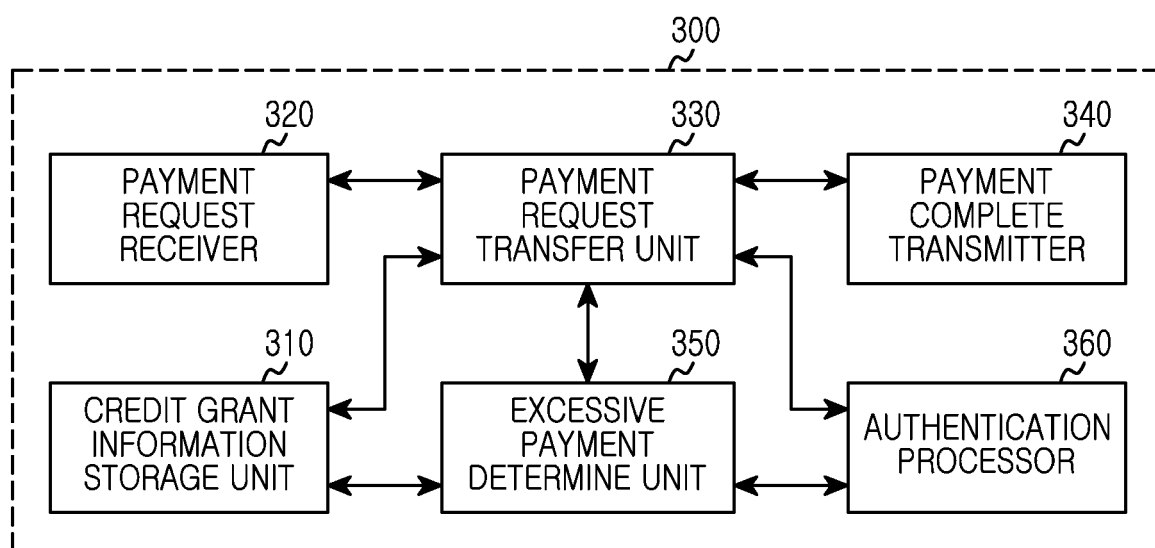 300
320
330
340
PAYMENT
REQUEST
RECEIVER
PAYMENT
REQUEST
TRANSFER UNIT
PAYMENT
COMPLETE
TRANSMITTER
310
350
360
CREDIT GRANT
INFORMATION
STORAGE UNIT
EXCESSIVE
PAYMENT
DETERMINE UNIT
AUTHENTICATION
PROCESSOR